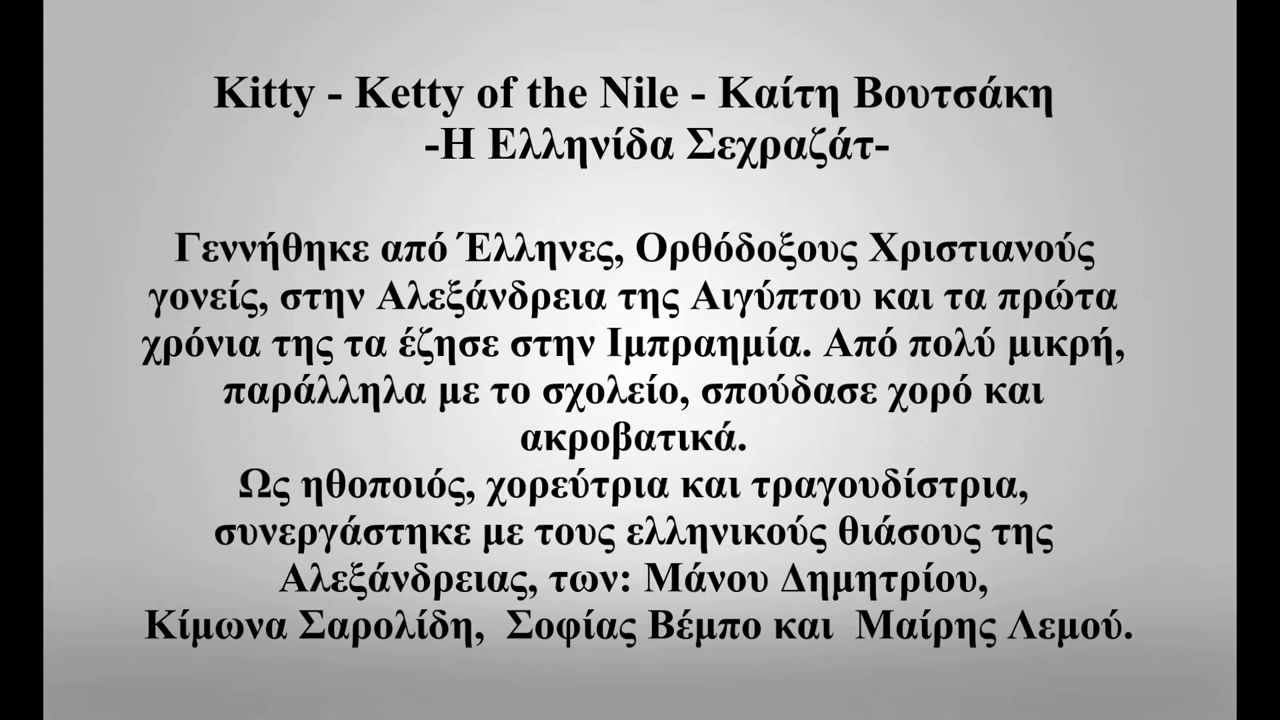 Kitty - Ketty of the Nile - Καίτη Βουτσάκη
-Η Ελληνίδα Σεχραζάτ-
Γεννήθηκε από Έλληνες, Ορθόδοξους Χριστιανούς
γονείς, στην Αλεξάνδρεια της Αιγύπτου και τα πρώτα
χρόνια της τα έζησε στην Ιμπραημία. Από πολύ μικρή,
παράλληλα με το σχολείο, σπούδασε χορό και
ακροβατικά.
Ως ηθοποιός, χορεύτρια και τραγουδίστρια,
συνεργάστηκε με τους ελληνικούς θιάσους της
Αλεξάνδρειας, των: Μάνου Δημητρίου,
Κίμωνα Σαρολίδη,  Σοφίας Βέμπο και  Μαίρης Λεμού.